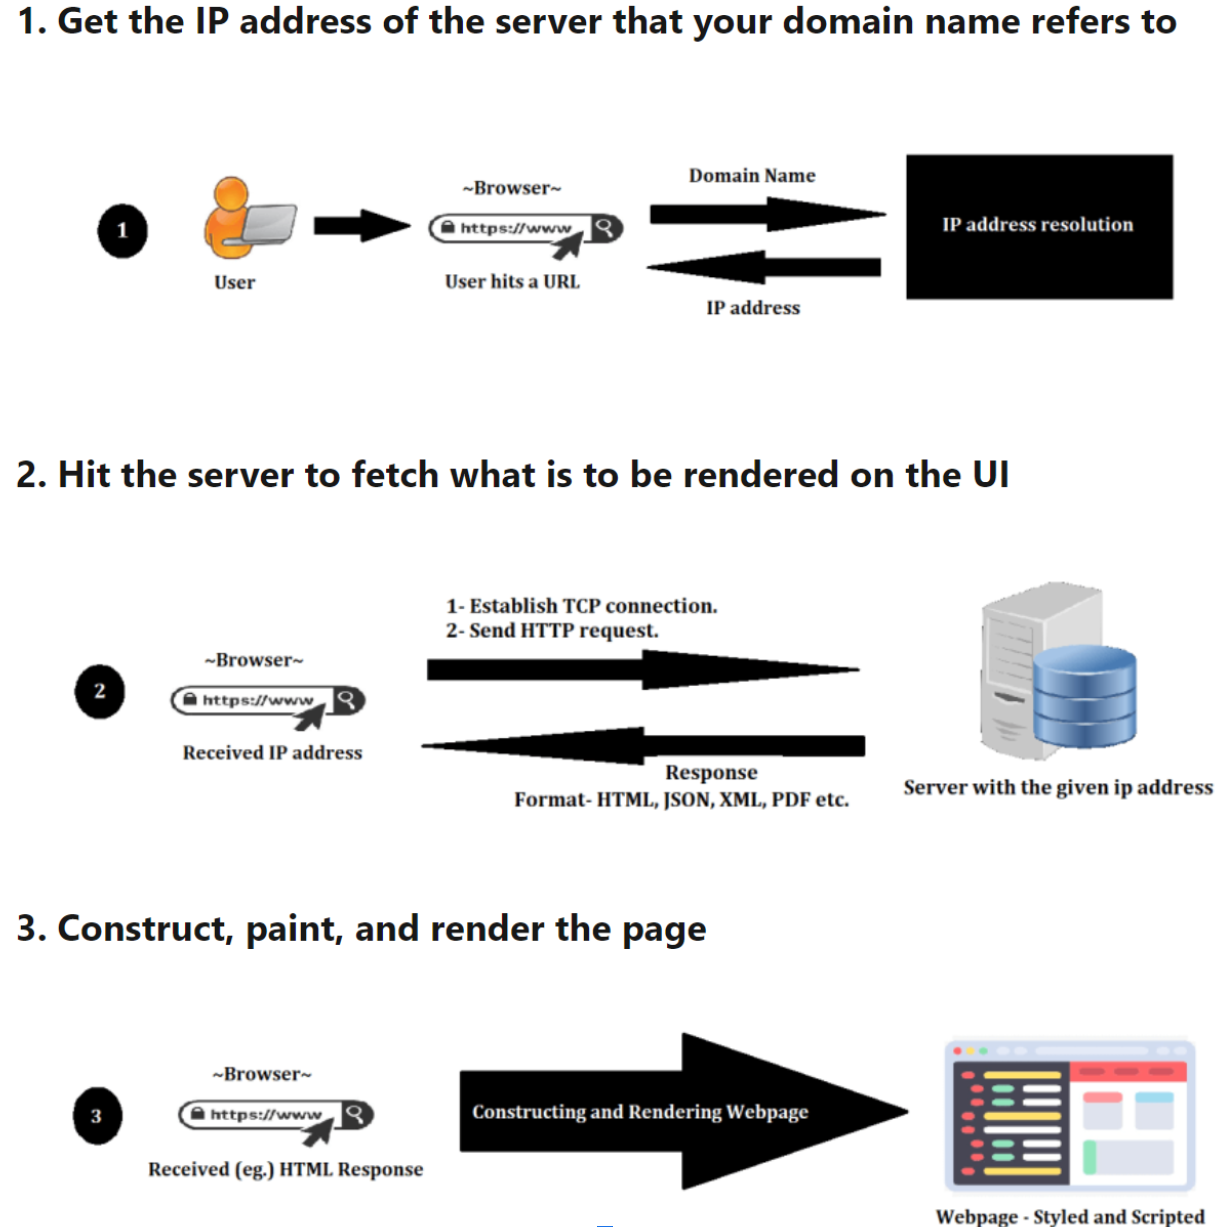 1. Get the IP address of the server that your domain name refers to
Domain Name
~Browser~
1
https://www
IP address resolution
User
User hits a URL
IP address
2. Hit the server to fetch what is to be rendered on the UI
1- Establish TCP connection.
2- Send HTTP request.
~Browser~
2
https://www
Received IP address
Response
Format- HTML, JSON, XML, PDF etc.
Server with the given ip address
3. Construct, paint, and render the page
~Browser~
3
https://www
Constructing and Rendering Webpage
Received (eg.) HTML Response
Webpage - Styled and Scripted